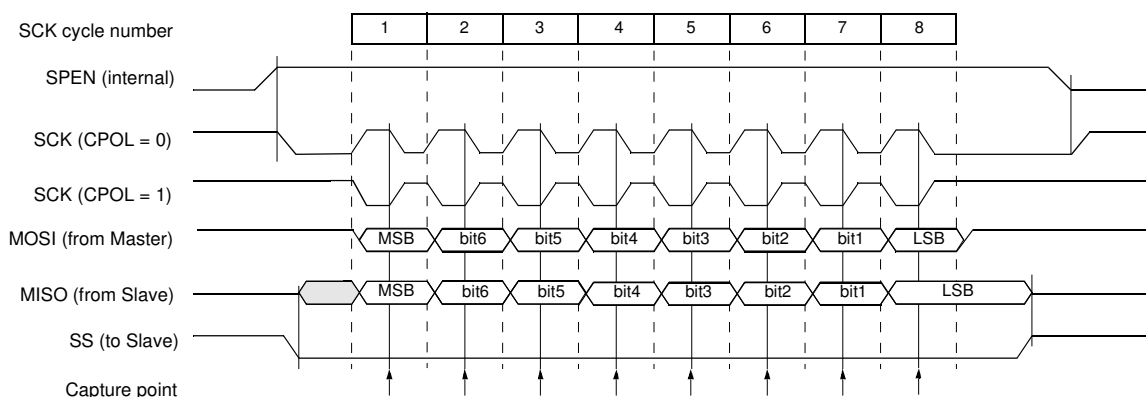 SCK cycle number 1 2 3 4 5 6 7 8
SPEN (internal)
SCK (CPOL = 0)
SCK (CPOL = 1)
MOSI (from Master) MSB bit6 bit5 bit4 bit3 bit2 bit1 LSB
MISO (from Slave) MSB bit6 bit5 bit4 bit3 bit2 bit1 LSB
SS (to Slave)
Capture point